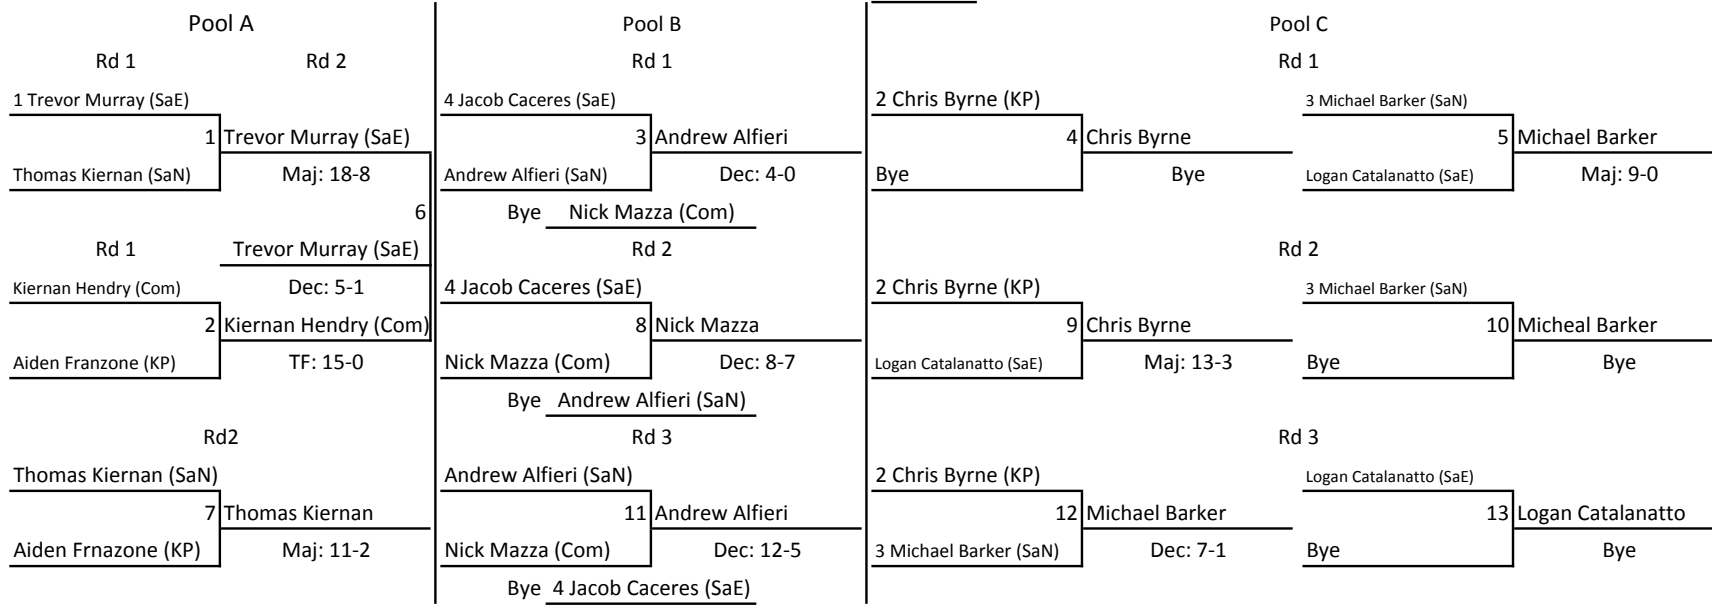 Pool A
Rd 1 Rd 2
1 Trevor Murray (SaE)
1 Trevor Murray (SaE)
Thomas Kiernan (SaN) Maj: 18-8
6
Rd 1 Trevor Murray (SaE)
Kiernan Hendry (Com) Dec: 5-1
2 Kiernan Hendry (Com)
Aiden Franzone (KP) TF: 15-0
Rd2
Thomas Kiernan (SaN)
7 Thomas Kiernan
Aiden Frnazone (KP) Maj: 11-2
Pool B
Rd 1
4 Jacob Caceres (SaE)
3 Andrew Alfieri
Andrew Alfieri (SaN) Dec: 4-0
Bye Nick Mazza (Com)
Rd 2
4 Jacob Caceres (SaE)
8 Nick Mazza
Nick Mazza (Com) Dec: 8-7
Bye Andrew Alfieri (SaN)
Rd 3
Andrew Alfieri (SaN)
11 Andrew Alfieri
Nick Mazza (Com) Dec: 12-5
Bye 4 Jacob Caceres (SaE)
Pool C
Rd 1
2 Chris Byrne (KP) 3 Michael Barker (SaN)
4 Chris Byrne 5 Michael Barker
Bye Bye Logan Catalanatto (SaE) Maj: 9-0
Rd 2
2 Chris Byrne (KP) 3 Michael Barker (SaN)
9 Chris Byrne 10 Micheal Barker
Logan Catalanatto (SaE) Maj: 13-3 Bye Bye
Rd 3
2 Chris Byrne (KP) Logan Catalanatto (SaE)
12 Michael Barker 13 Logan Catalanatto
3 Michael Barker (SaN) Dec: 7-1 Bye Bye